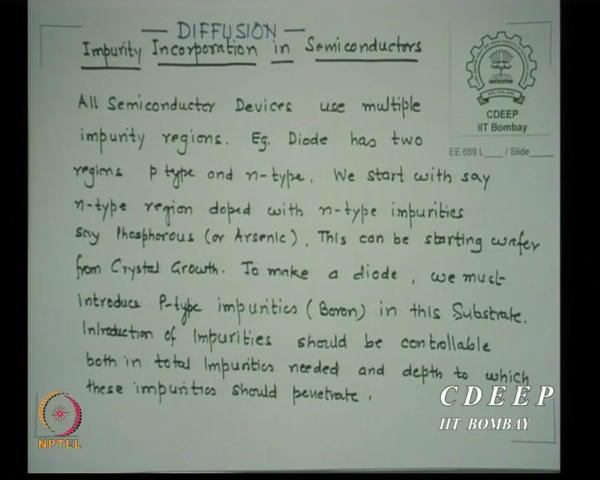 — DIFFUSION —
Impurity Incorporation in Semiconductors
CDEEP
IIT Bombay
EE 669 L____ / Slide____
All Semiconductor Devices use multiple
impurity regions. Eg. Diode has two
regions p type and n-type. We start with say
n-type region doped with n-type impurities
say Phosphorous (or Arsenic). This can be starting wafer
from Crystal Growth. To make a diode, we must
Introduce P-type impurities (Boron) in this Substrate.
Introduction of Impurities should be controllable
both in total Impurities needed and depth to which
these impurities should penetrate.
CDEEP
IIT BOMBAY
NPTEL